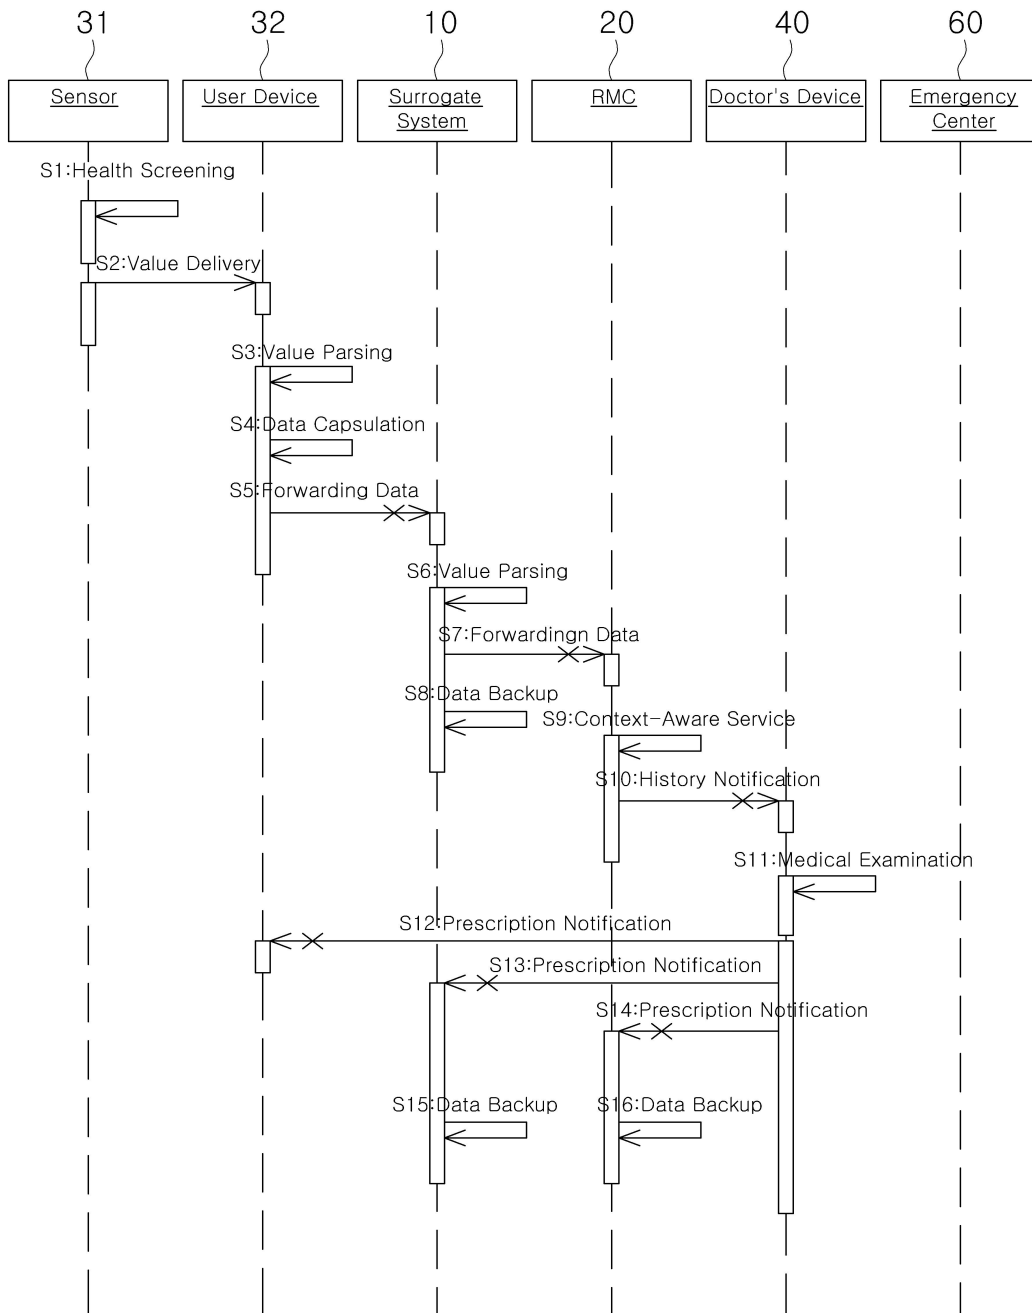 31 32 10 20 40 60
Sensor
User Device
Surrogate
System
RMC
Doctor's Device
Emergency
Center
S1:Health Screening
S2:Value Delivery
S3:Value Parsing
S4:Data Capsulation
S5:Forwarding Data
S6:Value Parsing
S7:Forwardingn Data
S8:Data Backup
S9:Context-Aware Service
S10:History Notification
S11:Medical Examination
S12:Prescription Notification
S13:Prescription Notification
S14:Prescription Notification
S15:Data Backup
S16:Data Backup